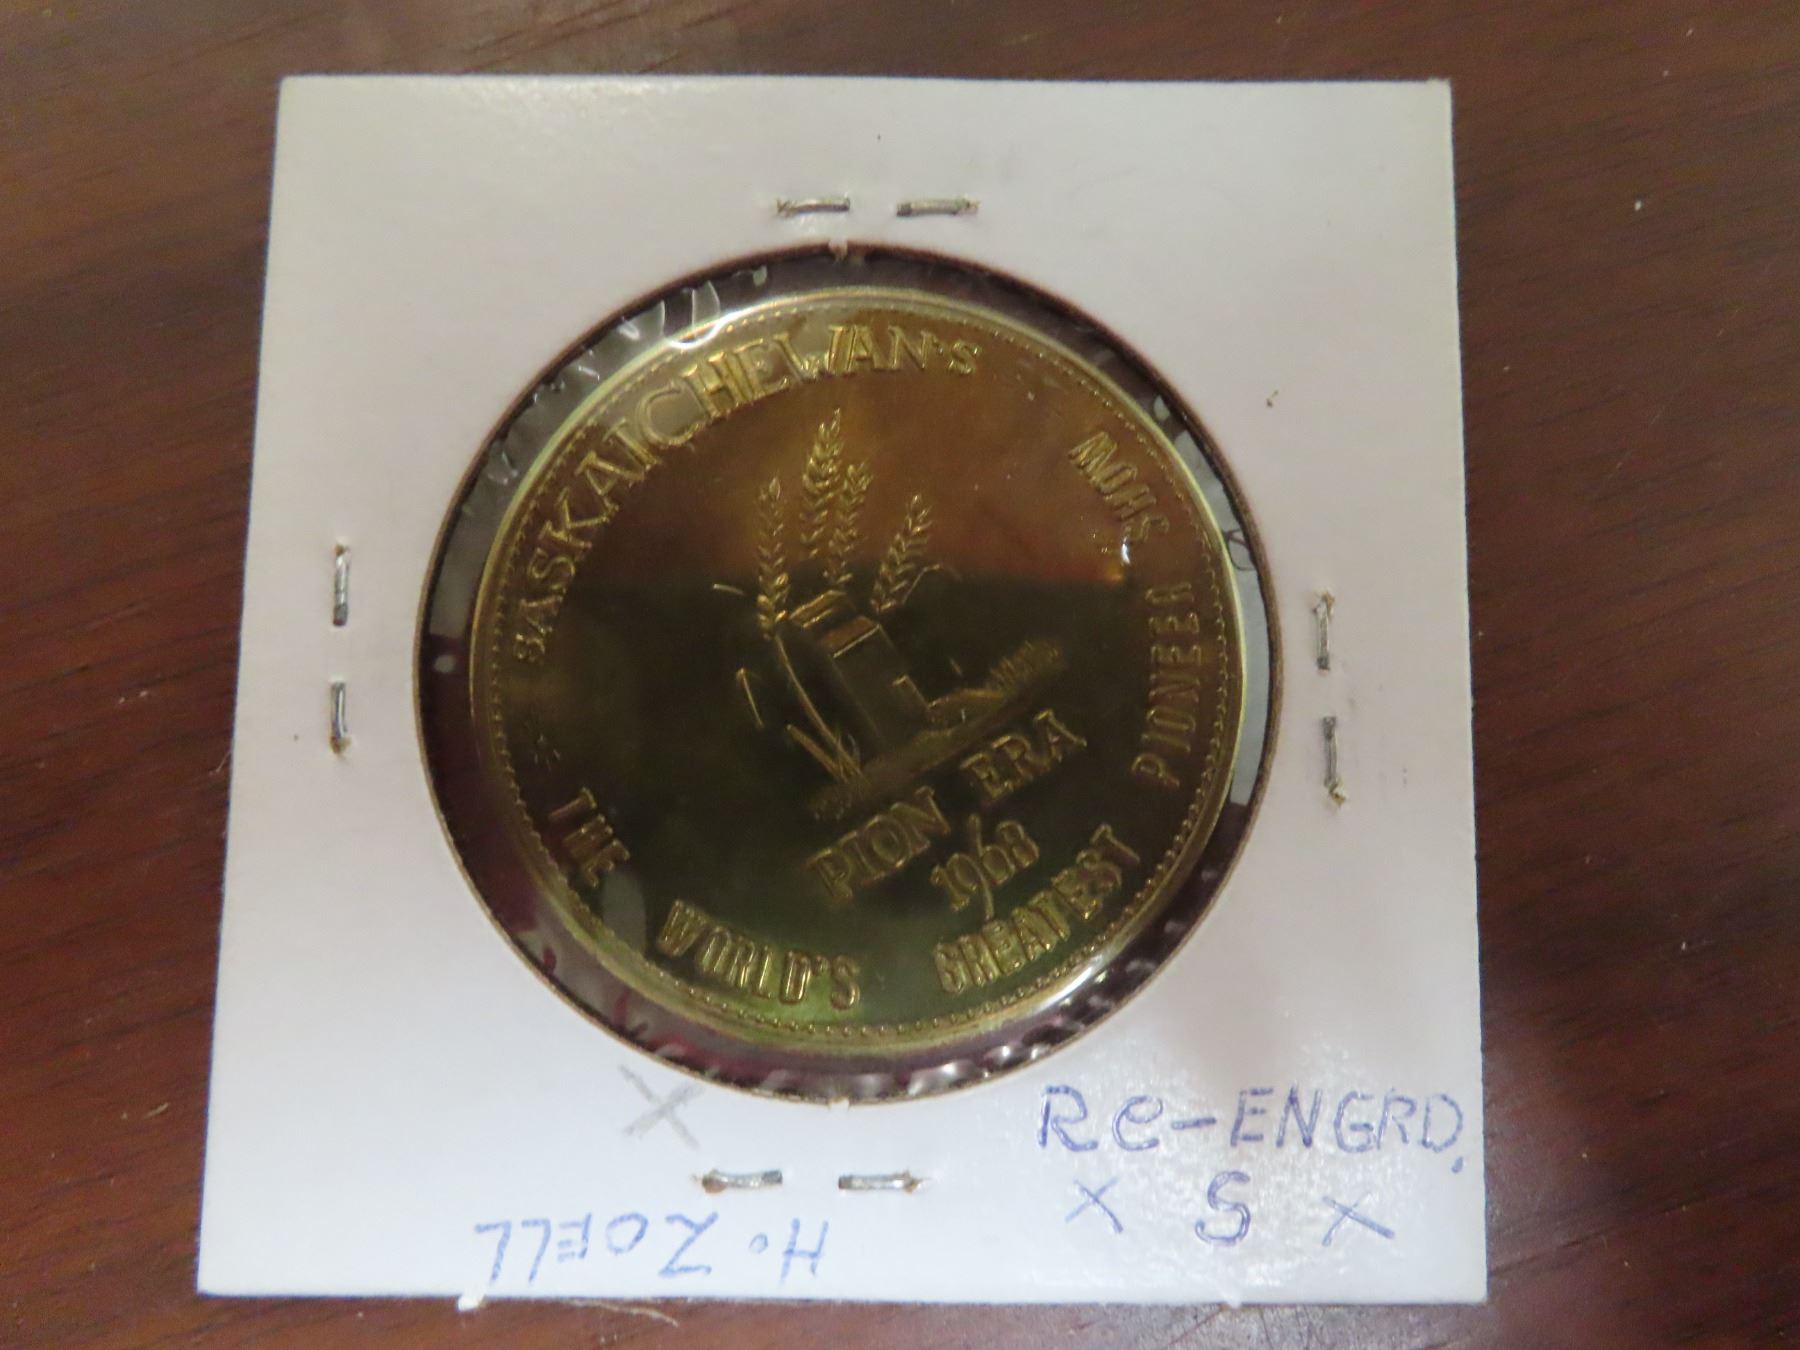 SASKATCHEWAN'S
THE WORLD'S GREATEST PIONEER SHOW
PION ERA
1968
Re-ENGRD.
X S X
X
H. ZOELL